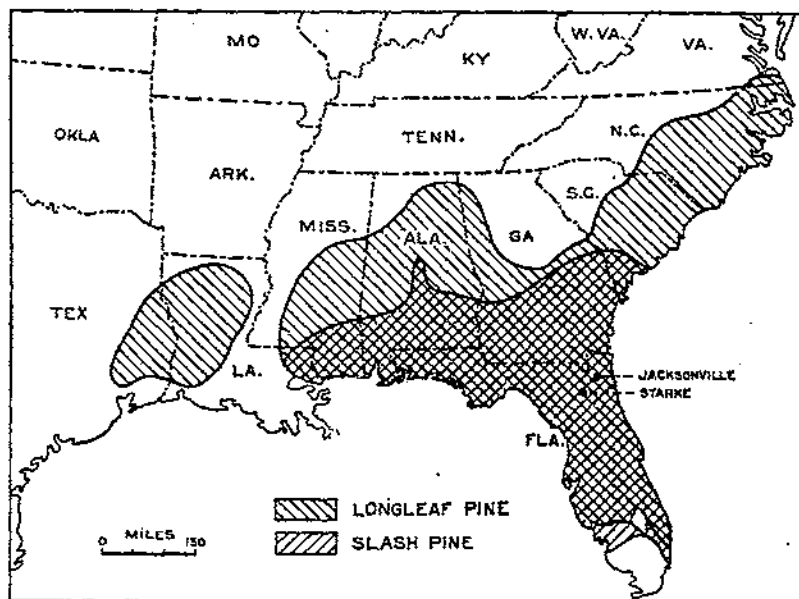 MO
KY
W. VA.
VA.
OKLA
ARK.
TENN.
N.C.
MISS.
ALA.
GA
S.C.
TEX
LA.
JACKSONVILLE
STARKE
FLA.
LONGLEAF PINE
SLASH PINE
MILES
0 150